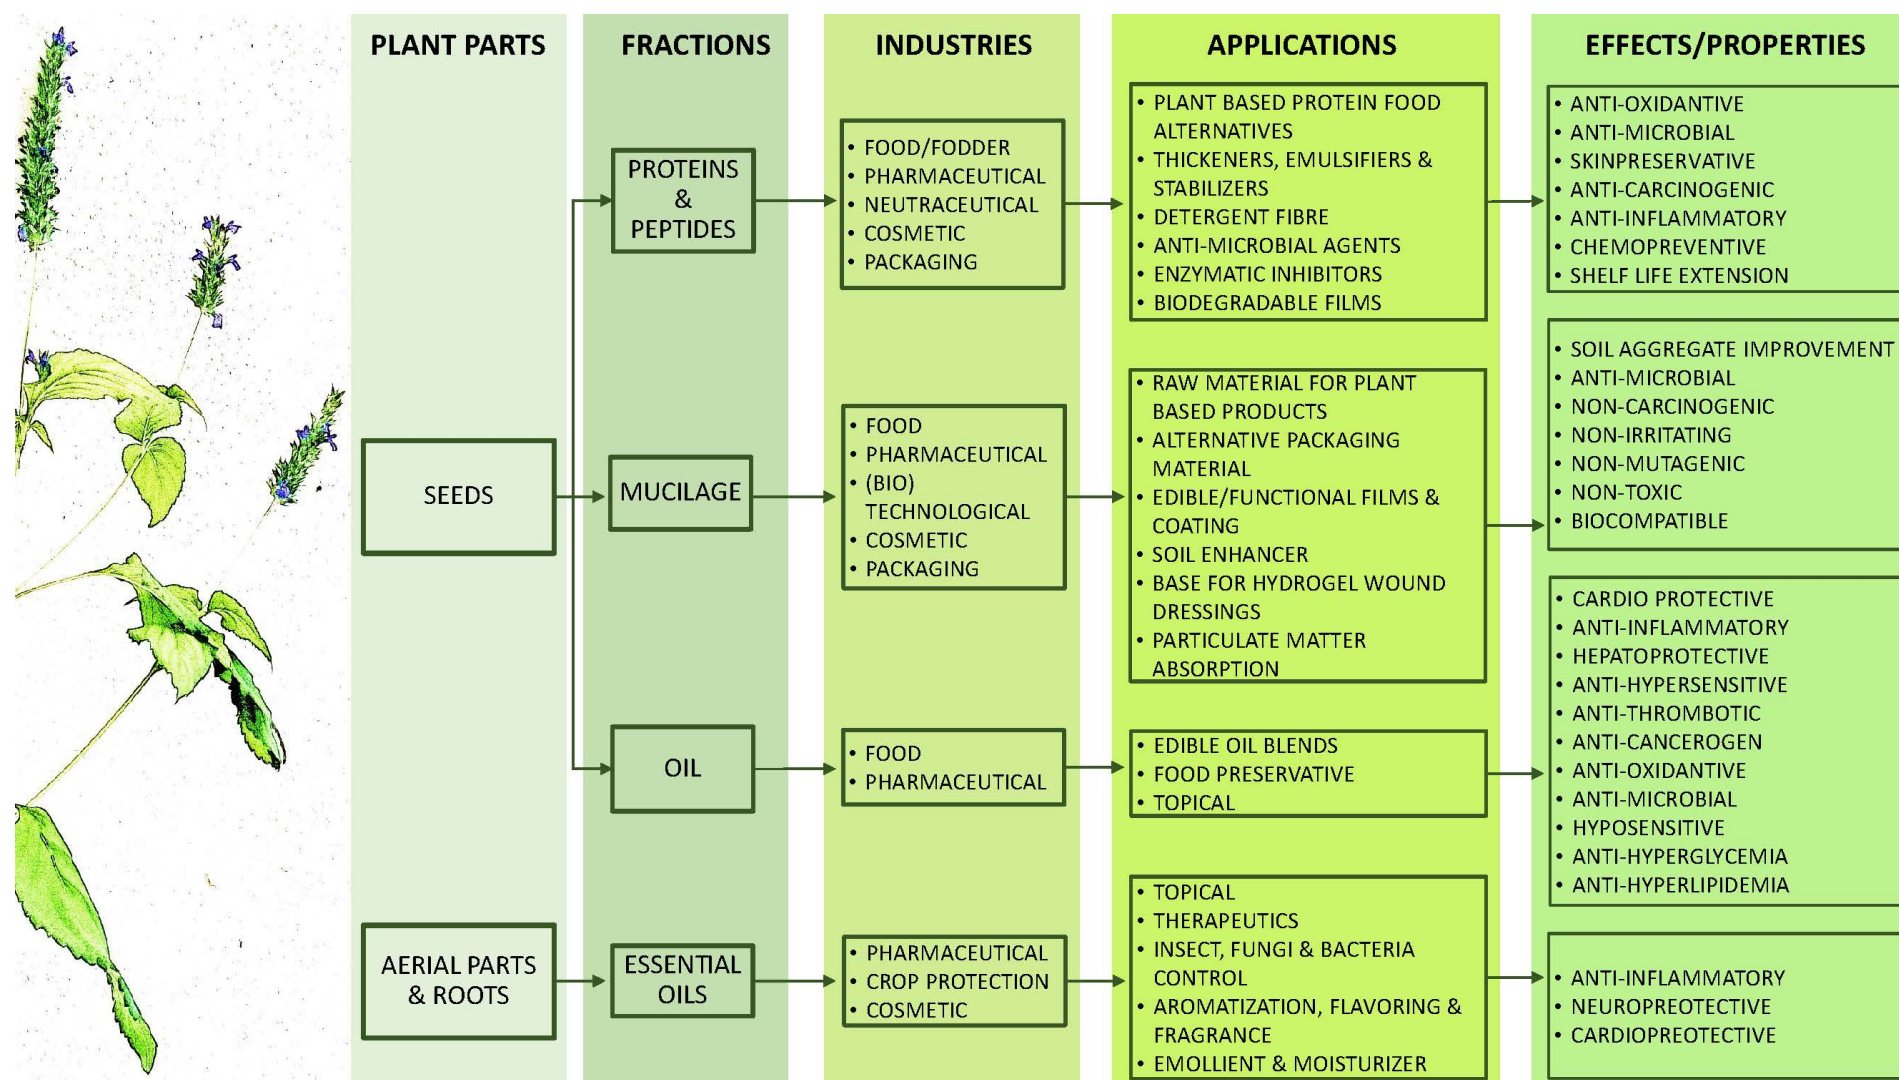 PLANT PARTS
FRACTIONS
INDUSTRIES
APPLICATIONS
EFFECTS/PROPERTIES
SEEDS
PROTEINS
&
PEPTIDES
• FOOD/FODDER
• PHARMACEUTICAL
• NEUTRACEUTICAL
• COSMETIC
• PACKAGING
• PLANT BASED PROTEIN FOOD
ALTERNATIVES
• THICKENERS, EMULSIFIERS &
STABILIZERS
• DETERGENT FIBRE
• ANTI-MICROBIAL AGENTS
• ENZYMATIC INHIBITORS
• BIODEGRADABLE FILMS
• ANTI-OXIDANTIVE
• ANTI-MICROBIAL
• SKINPRESERVATIVE
• ANTI-CARCINOGENIC
• ANTI-INFLAMMATORY
• CHEMOPREVENTIVE
• SHELF LIFE EXTENSION
MUCILAGE
• FOOD
• PHARMACEUTICAL
• (BIO)
TECHNOLOGICAL
• COSMETIC
• PACKAGING
• RAW MATERIAL FOR PLANT
BASED PRODUCTS
• ALTERNATIVE PACKAGING
MATERIAL
• EDIBLE/FUNCTIONAL FILMS &
COATING
• SOIL ENHANCER
• BASE FOR HYDROGEL WOUND
DRESSINGS
• PARTICULATE MATTER
ABSORPTION
• SOIL AGGREGATE IMPROVEMENT
• ANTI-MICROBIAL
• NON-CARCINOGENIC
• NON-IRRITATING
• NON-MUTAGENIC
• NON-TOXIC
• BIOCOMPATIBLE
OIL
• FOOD
• PHARMACEUTICAL
• EDIBLE OIL BLENDS
• FOOD PRESERVATIVE
• TOPICAL
• CARDIO PROTECTIVE
• ANTI-INFLAMMATORY
• HEPATOPROTECTIVE
• ANTI-HYPERSENSITIVE
• ANTI-THROMBOTIC
• ANTI-CANCEROGEN
• ANTI-OXIDANTIVE
• ANTI-MICROBIAL
• HYPOSENSITIVE
• ANTI-HYPERGLYCEMIA
• ANTI-HYPERLIPIDEMIA
AERIAL PARTS
& ROOTS
ESSENTIAL
OILS
• PHARMACEUTICAL
• CROP PROTECTION
• COSMETIC
• TOPICAL
• THERAPEUTICS
• INSECT, FUNGI & BACTERIA
CONTROL
• AROMATIZATION, FLAVORING &
FRAGRANCE
• EMOLLIENT & MOISTURIZER
• ANTI-INFLAMMATORY
• NEUROPREOTECTIVE
• CARDIOPREOTECTIVE